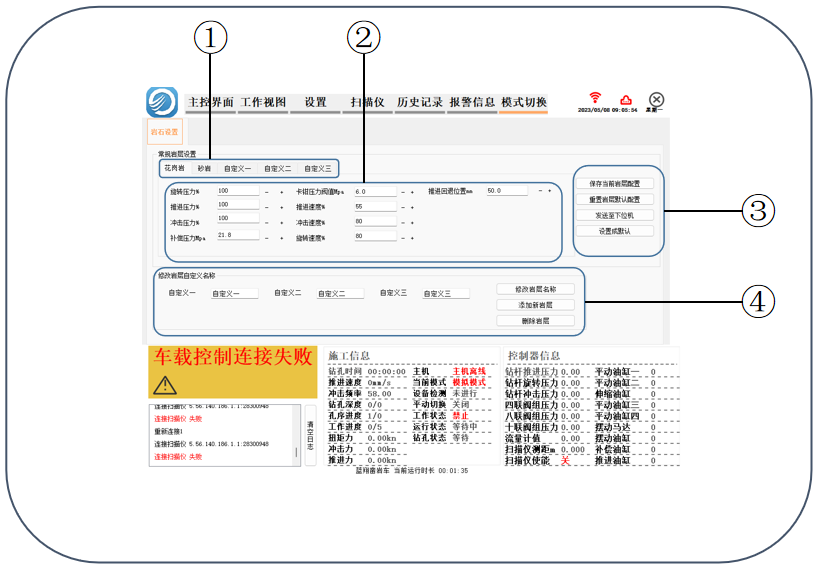 ① ②
主控界面 工作视图 设置 扫描仪 历史记录 报警信息 模式切换
2023/05/08 09:05:54 星期一
岩石设置
常规岩层设置
花岗岩 砂岩 自定义一 自定义二 自定义三
旋转压力% 100 - + 卡钳压力阀值Mpa 6.0 - + 推进回退位置mm 50.0 - +
推进压力% 100 - + 推进速度% 55 - +
冲击压力% 100 - + 冲击速度% 80 - +
补偿压力Mpa 21.8 - + 旋转速度% 80 - +
保存当前岩层配置
重置岩层默认配置
发送至下位机
设置成默认
③
修改岩层自定义名称
自定义一 自定义一 自定义二 自定义二 自定义三 自定义三
修改岩层名称
添加新岩层
删除岩层
④
车载控制连接失败
连接扫描仪 5.56.140.186.1.1:28300948
连接扫描仪 失败
重新连接1
连接扫描仪 5.56.140.186.1.1:28300948
连接扫描仪 失败
清空日志
施工信息
钻孔时间 00:00:00 主机 主机离线
推进速度 0mm/s 当前模式 模拟模式
冲击频率 58.00 设备检测 未进行
钻孔深度 0/0 手动切换 关闭
孔序进度 1/0 工作状态 禁止
工作进度 0/5 运行状态 等待中
扭矩力 0.00kn 钻孔状态 等待
冲击力 0.00kn
推进力 0.00kn
控制器信息
钻杆推进压力 0.00 平动油缸一 0
钻杆旋转压力 0.00 平动油缸二 0
钻杆冲击压力 0.00 伸缩油缸 0
四联阀组压力 0.00 平动油缸三 0
八联阀组压力 0.00 平动油缸四 0
十联阀组压力 0.00 摆动马达 0
流量计值 0.00 摆动油缸 0
扫描仪测距m 0.000 补偿油缸 0
扫描仪使能 关 推进油缸 0
蓝翔凿岩车 当前运行时长 00:01:35